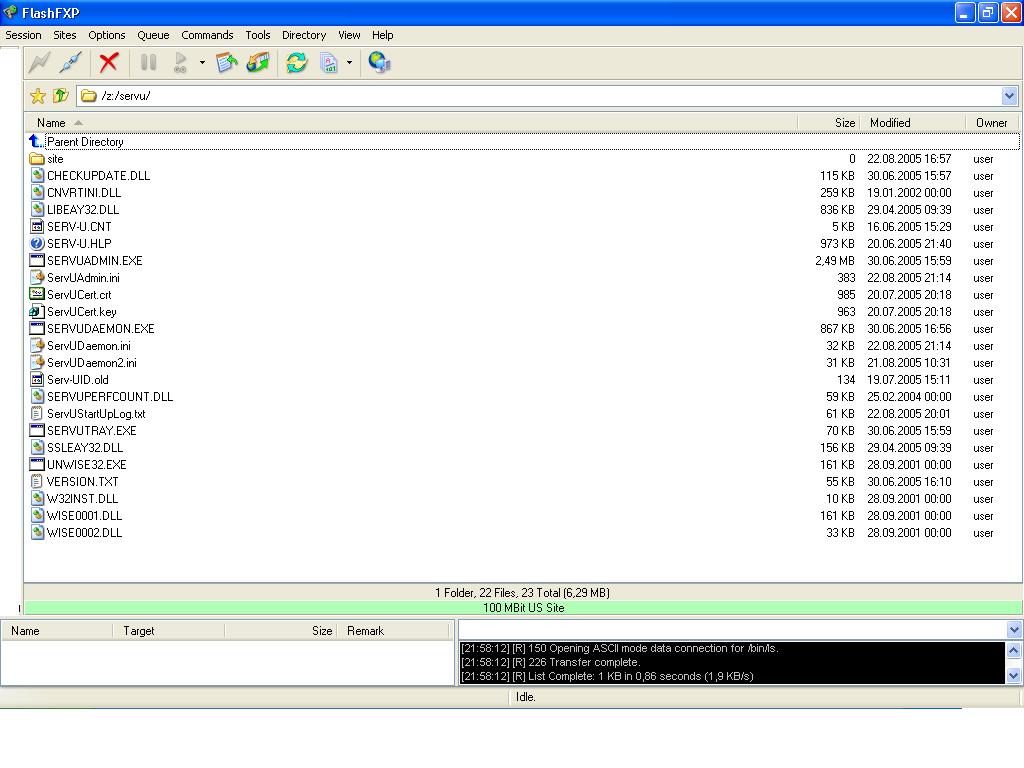 FlashFXP
Session Sites Options Queue Commands Tools Directory View Help
/z:/servu/
Name Size Modified Owner
Parent Directory
site 0 22.08.2005 16:57 user
CHECKUPDATE.DLL 115 KB 30.06.2005 15:57 user
CNVRTINI.DLL 259 KB 19.01.2002 00:00 user
LIBEAY32.DLL 836 KB 29.04.2005 09:39 user
SERV-U.CNT 5 KB 16.06.2005 15:29 user
SERV-U.HLP 973 KB 20.06.2005 21:40 user
SERVUADMIN.EXE 2,49 MB 30.06.2005 15:59 user
ServUAdmin.ini 383 22.08.2005 21:14 user
ServUCert.crt 985 20.07.2005 20:18 user
ServUCert.key 963 20.07.2005 20:18 user
SERVUDAEMON.EXE 867 KB 30.06.2005 16:56 user
ServUDaemon.ini 32 KB 22.08.2005 21:14 user
ServUDaemon2.ini 31 KB 21.08.2005 10:31 user
Serv-UID.old 134 19.07.2005 15:11 user
SERVUPERFCOUNT.DLL 59 KB 25.02.2004 00:00 user
ServUStartUpLog.txt 61 KB 22.08.2005 20:01 user
SERVUTRAY.EXE 70 KB 30.06.2005 15:59 user
SSLEAY32.DLL 156 KB 29.04.2005 09:39 user
UNWISE32.EXE 161 KB 28.09.2001 00:00 user
VERSION.TXT 55 KB 30.06.2005 16:10 user
W32INST.DLL 10 KB 28.09.2001 00:00 user
WISE0001.DLL 161 KB 28.09.2001 00:00 user
WISE0002.DLL 33 KB 28.09.2001 00:00 user
1 Folder, 22 Files, 23 Total (6,29 MB)
100 MBit US Site
Name Target Size Remark
[21:58:12] [R] 150 Opening ASCII mode data connection for /bin/ls.
[21:58:12] [R] 226 Transfer complete.
[21:58:12] [R] List Complete: 1 KB in 0,86 seconds (1,9 KB/s)
Idle.